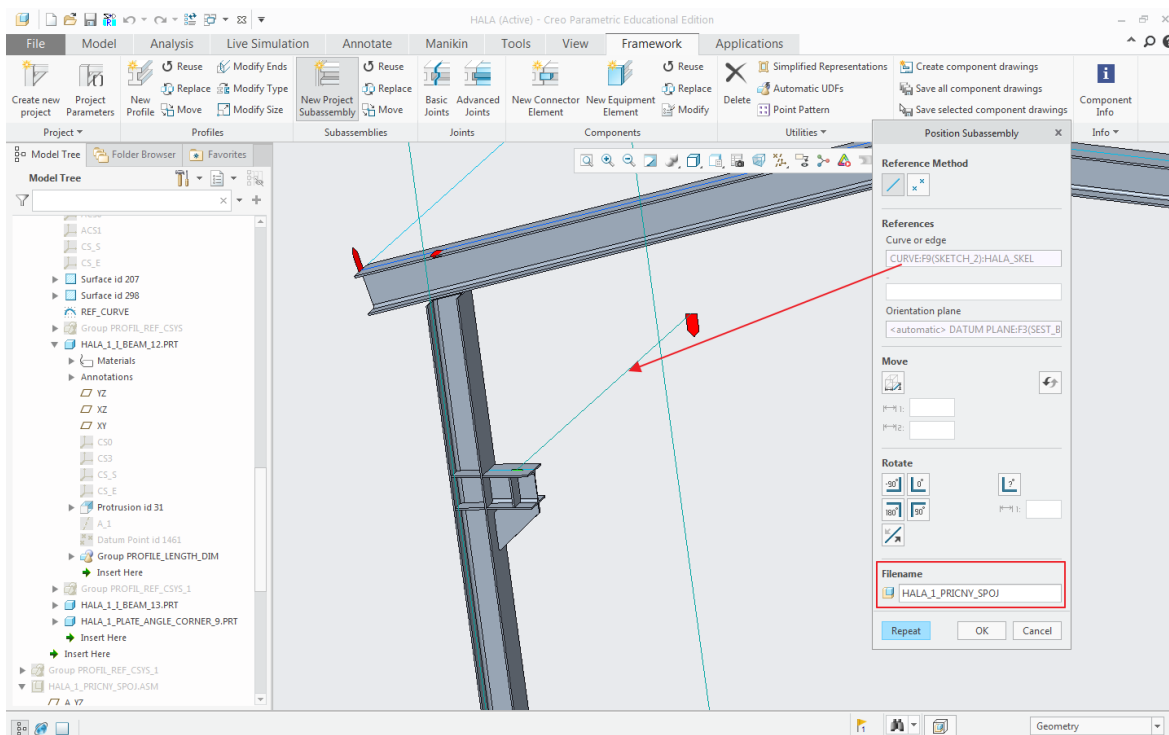 HALA (Active) - Creo Parametric Educational Edition
File Model Analysis Live Simulation Annotate Manikin Tools View Framework Applications
Create new project
Project Parameters
Project
New Profile
Reuse
Replace
Move
Modify Ends
Modify Type
Modify Size
Profiles
New Project Subassembly
Reuse
Replace
Move
Subassemblies
Basic Joints
Advanced Joints
Joints
New Connector Element
New Equipment Element
Reuse
Replace
Modify
Components
Delete
Simplified Representations
Automatic UDFs
Point Pattern
Create component drawings
Save all component drawings
Save selected component drawings
Utilities
Component Info
Info
Model Tree Folder Browser Favorites
Model Tree
ACS1
CS_S
CS_E
Surface id 207
Surface id 298
REF_CURVE
Group PROFIL_REF_CSYS
HALA_1_I_BEAM_12.PRT
Materials
Annotations
YZ
XZ
XY
CS0
CS3
CS_S
CS_E
Protrusion id 31
A_1
Datum Point id 1461
Group PROFILE_LENGTH_DIM
Insert Here
Group PROFIL_REF_CSYS_1
HALA_1_I_BEAM_13.PRT
HALA_1_PLATE_ANGLE_CORNER_9.PRT
Insert Here
Insert Here
Group PROFIL_REF_CSYS_1
HALA_1_PRICNY_SPOJ.ASM
A_YZ
Position Subassembly x
Reference Method
References
Curve or edge
CURVE:F9(SKETCH_2):HALA_SKEL
-
Orientation plane
<automatic> DATUM PLANE:F3(SEST_B
Move
1:
2:
Rotate
-90° 0° ?°
180° 90° 1:
Filename
HALA_1_PRICNY_SPOJ
Repeat OK Cancel
1
Geometry